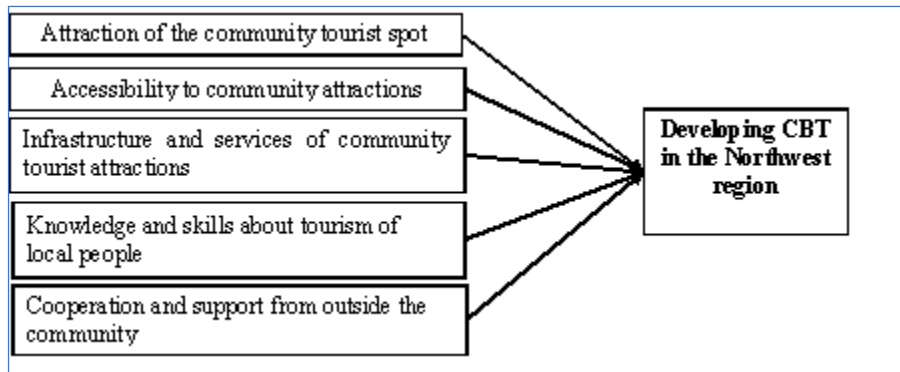 Attraction of the community tourist spot
Accessibility to community attractions
Infrastructure and services of community
tourist attractions
Knowledge and skills about tourism of
local people
Cooperation and support from outside the
community
Developing CBT
in the Northwest
region